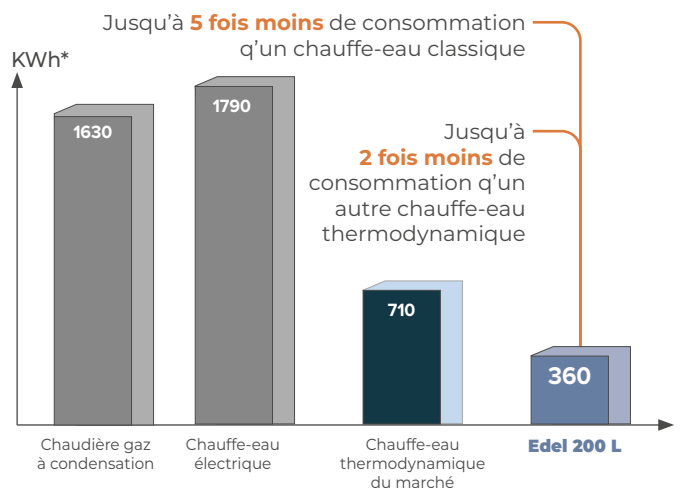 Jusqu'à 5 fois moins de consommation
q'un chauffe-eau classique
KWh*
1630
1790
Jusqu'à
2 fois moins de
consommation q'un
autre chauffe-eau
thermodynamique
710
360
Chaudière gaz
à condensation
Chauffe-eau
électrique
Chauffe-eau
thermodynamique
du marché
Edel 200 L